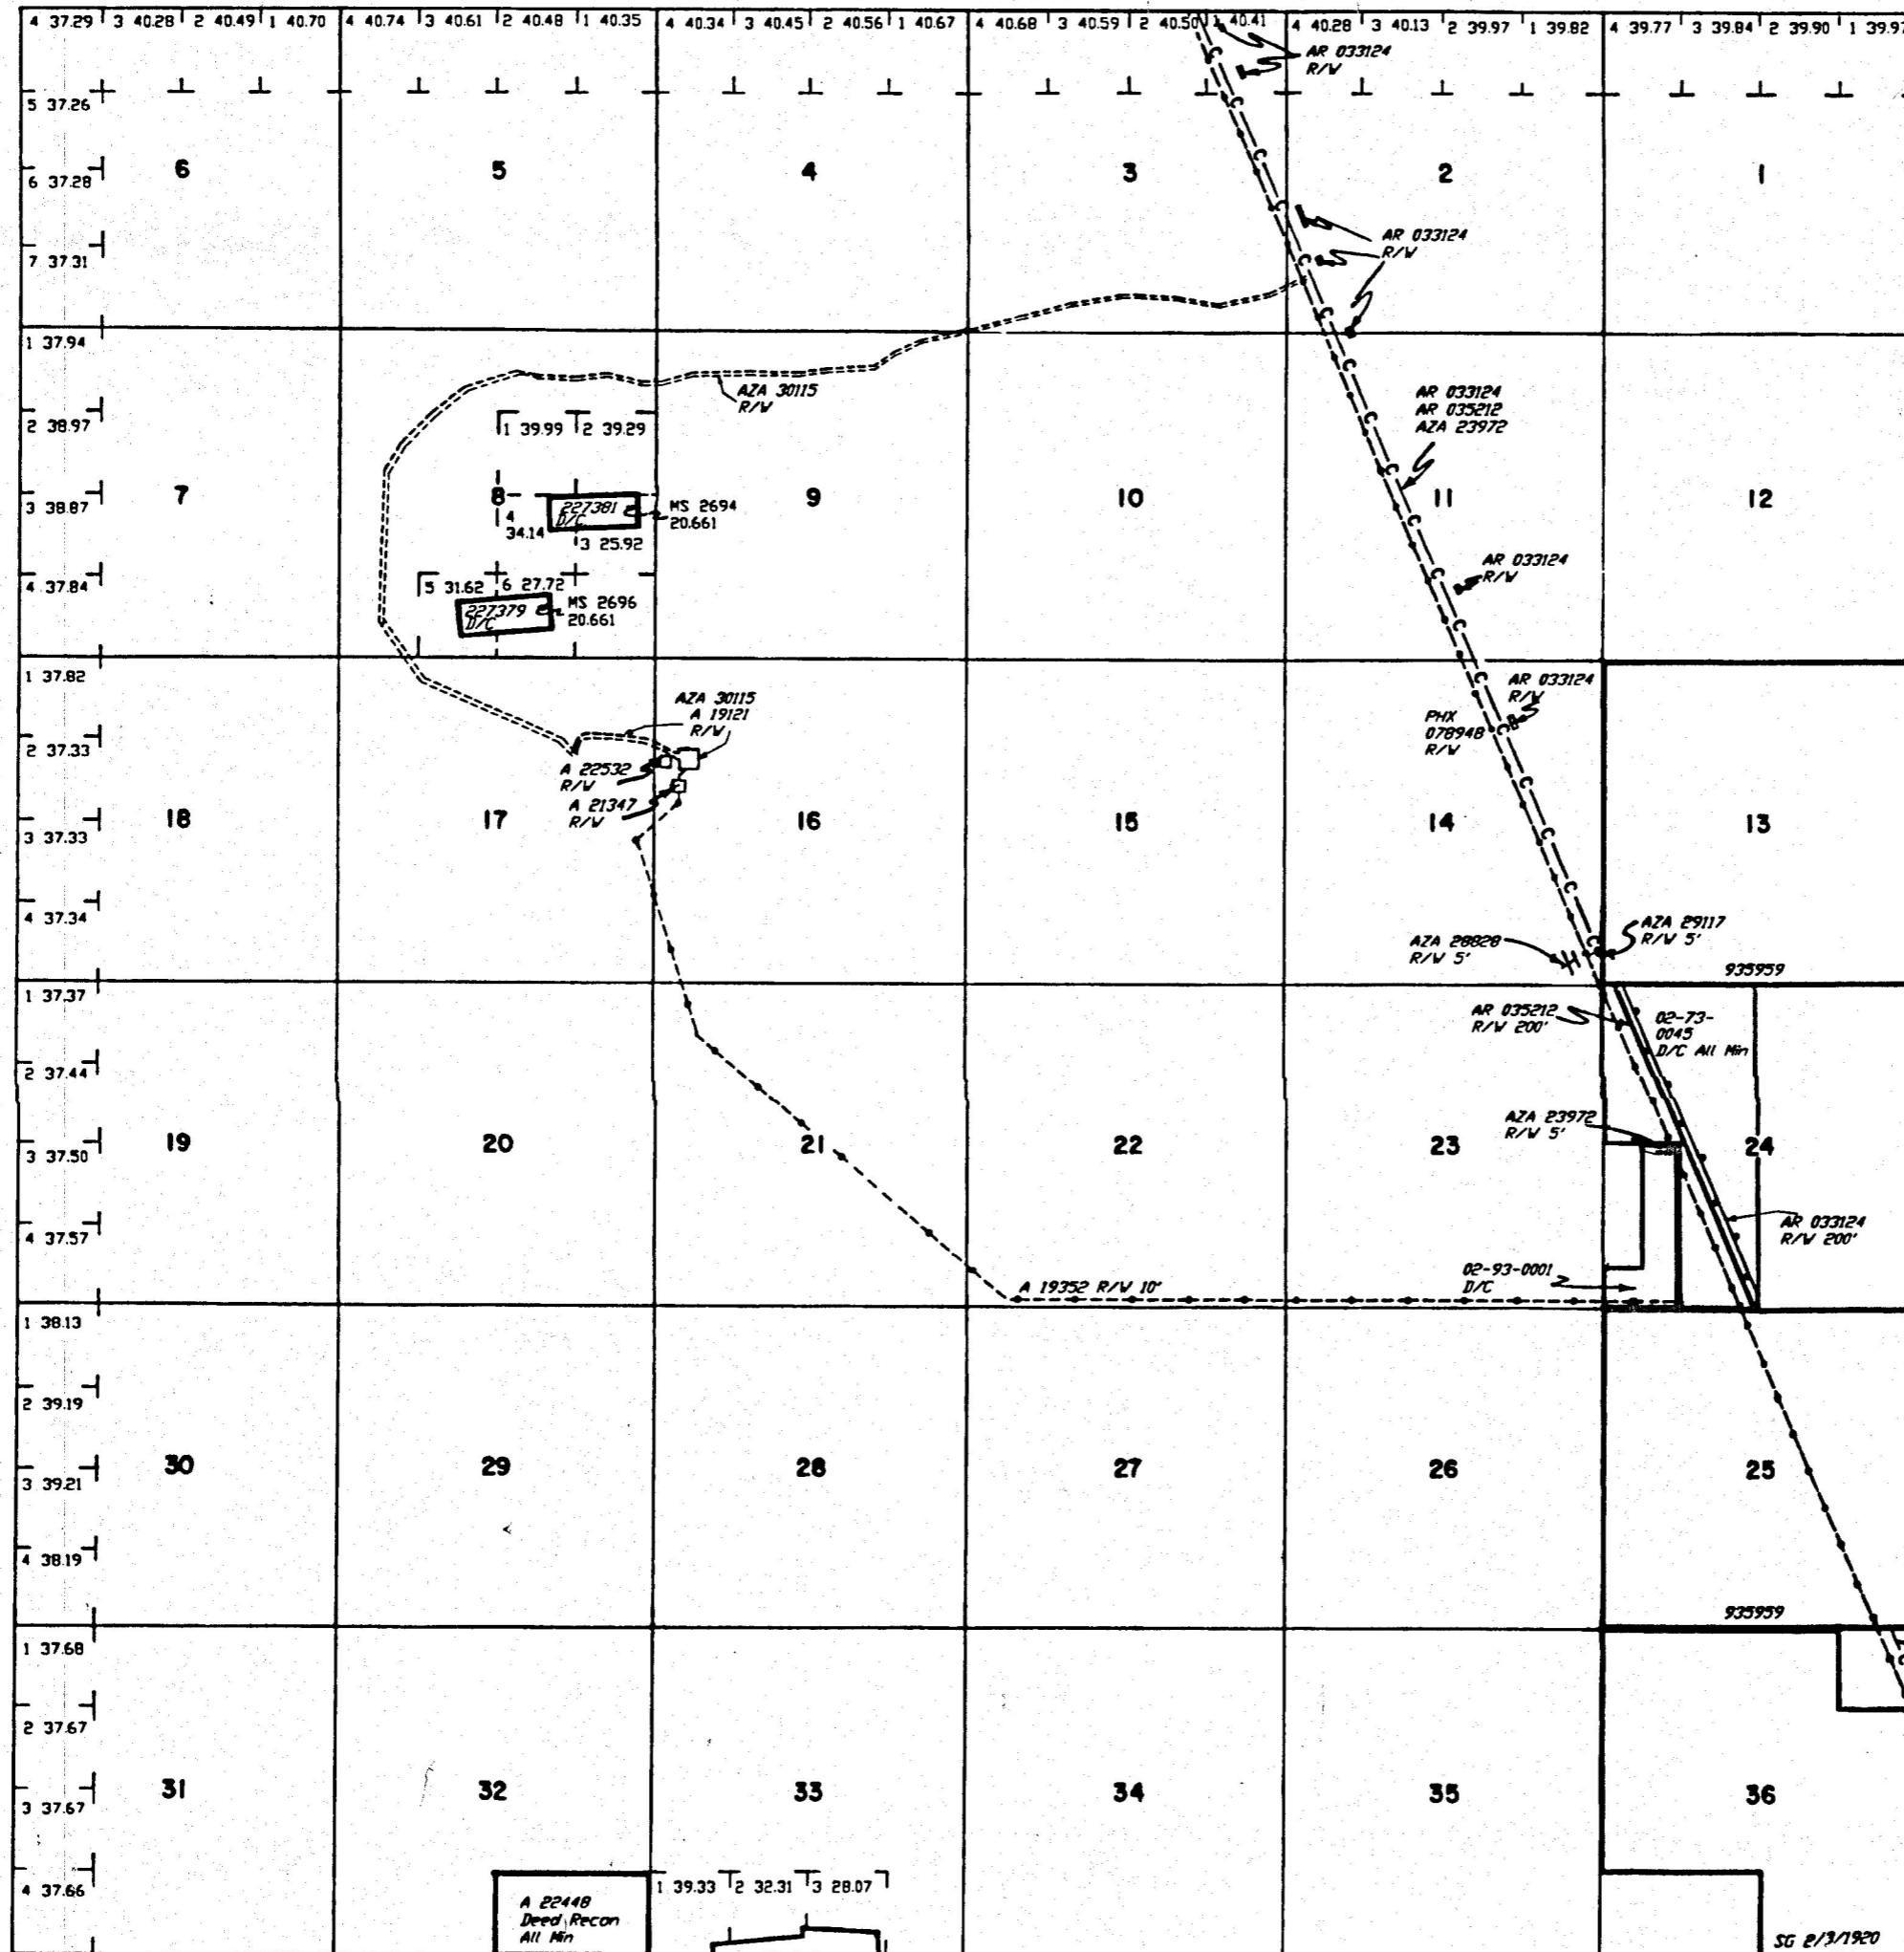 4 37.29 3 40.28 2 40.49 1 40.70 4 40.74 3 40.61 2 40.48 1 40.35 4 40.34 3 40.45 2 40.56 1 40.67 4 40.68 3 40.59 2 40.50 1 40.41 4 40.28 3 40.13 2 39.97 1 39.82 4 39.77 3 39.84 2 39.90 1 39.97
AR 033124
R/W
5 37.26
6 37.28
6 5 4 3 2 1
AR 033124
R/W
7 37.31
C C C C C C
1 37.94
AZA 30115
R/W
AR 033124
AR 035212
AZA 23972
2 38.97
1 39.99 2 39.29
7 8 9 10 11 12
3 38.87
227381
D/C
MS 2694
20.661
4
34.14
3 25.92
AR 033124
R/W
4 37.84
5 31.62 6 27.72
227379
D/C
MS 2696
20.661
C C C C C
1 37.82
AZA 30115
A 19121
R/W
AR 033124
R/W
PHX
078948
R/W
2 37.33
A 22532
R/W
A 21347
R/W
18 17 16 15 14 13
3 37.33
C C C C C C
4 37.34
AZA 29117
R/W 5'
AZA 28828
R/W 5'
935959
1 37.37
AR 035212
R/W 200'
02-73-
0045
D/C All Min
2 37.44
AZA 23972
R/W 5'
19 20 21 22 23 24
3 37.50
4 37.57
AR 033124
R/W 200'
02-93-0001
D/C
A 19352 R/W 10'
1 38.13
2 39.19
30 29 28 27 26 25
3 39.21
4 38.19
935959
1 37.68
2 37.67
31 32 33 34 35 36
3 37.67
4 37.66
1 39.33 2 32.31 3 28.07
A 22448
Deed Recon
All Min
SG 2/3/1920